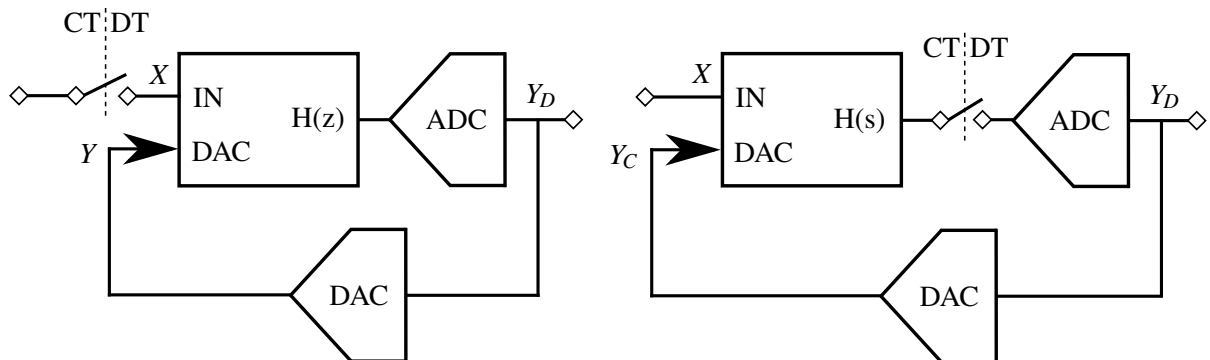 CT DT
X
IN
H(z)
ADC
Y_D
Y
DAC
DAC
CT DT
X
IN
H(s)
ADC
Y_D
Y_C
DAC
DAC